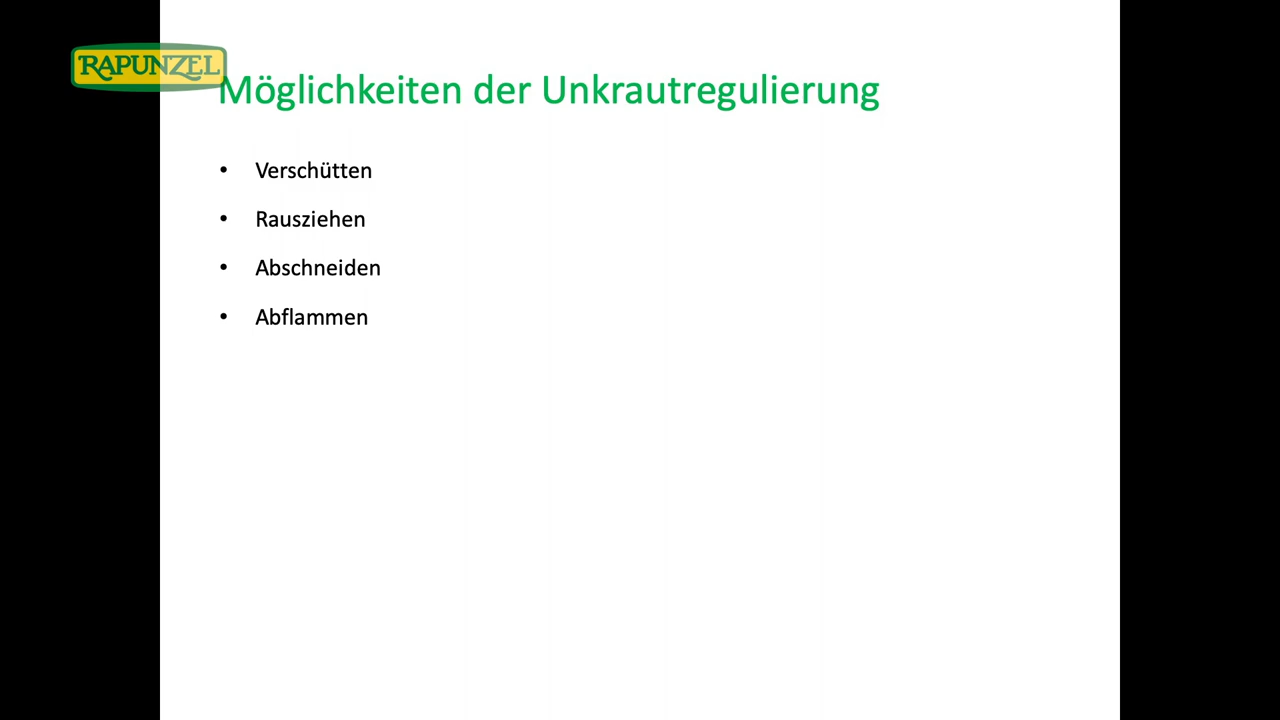 RAPUNZEL
Möglichkeiten der Unkrautregulierung
• Verschütten
• Rausziehen
• Abschneiden
• Abflammen